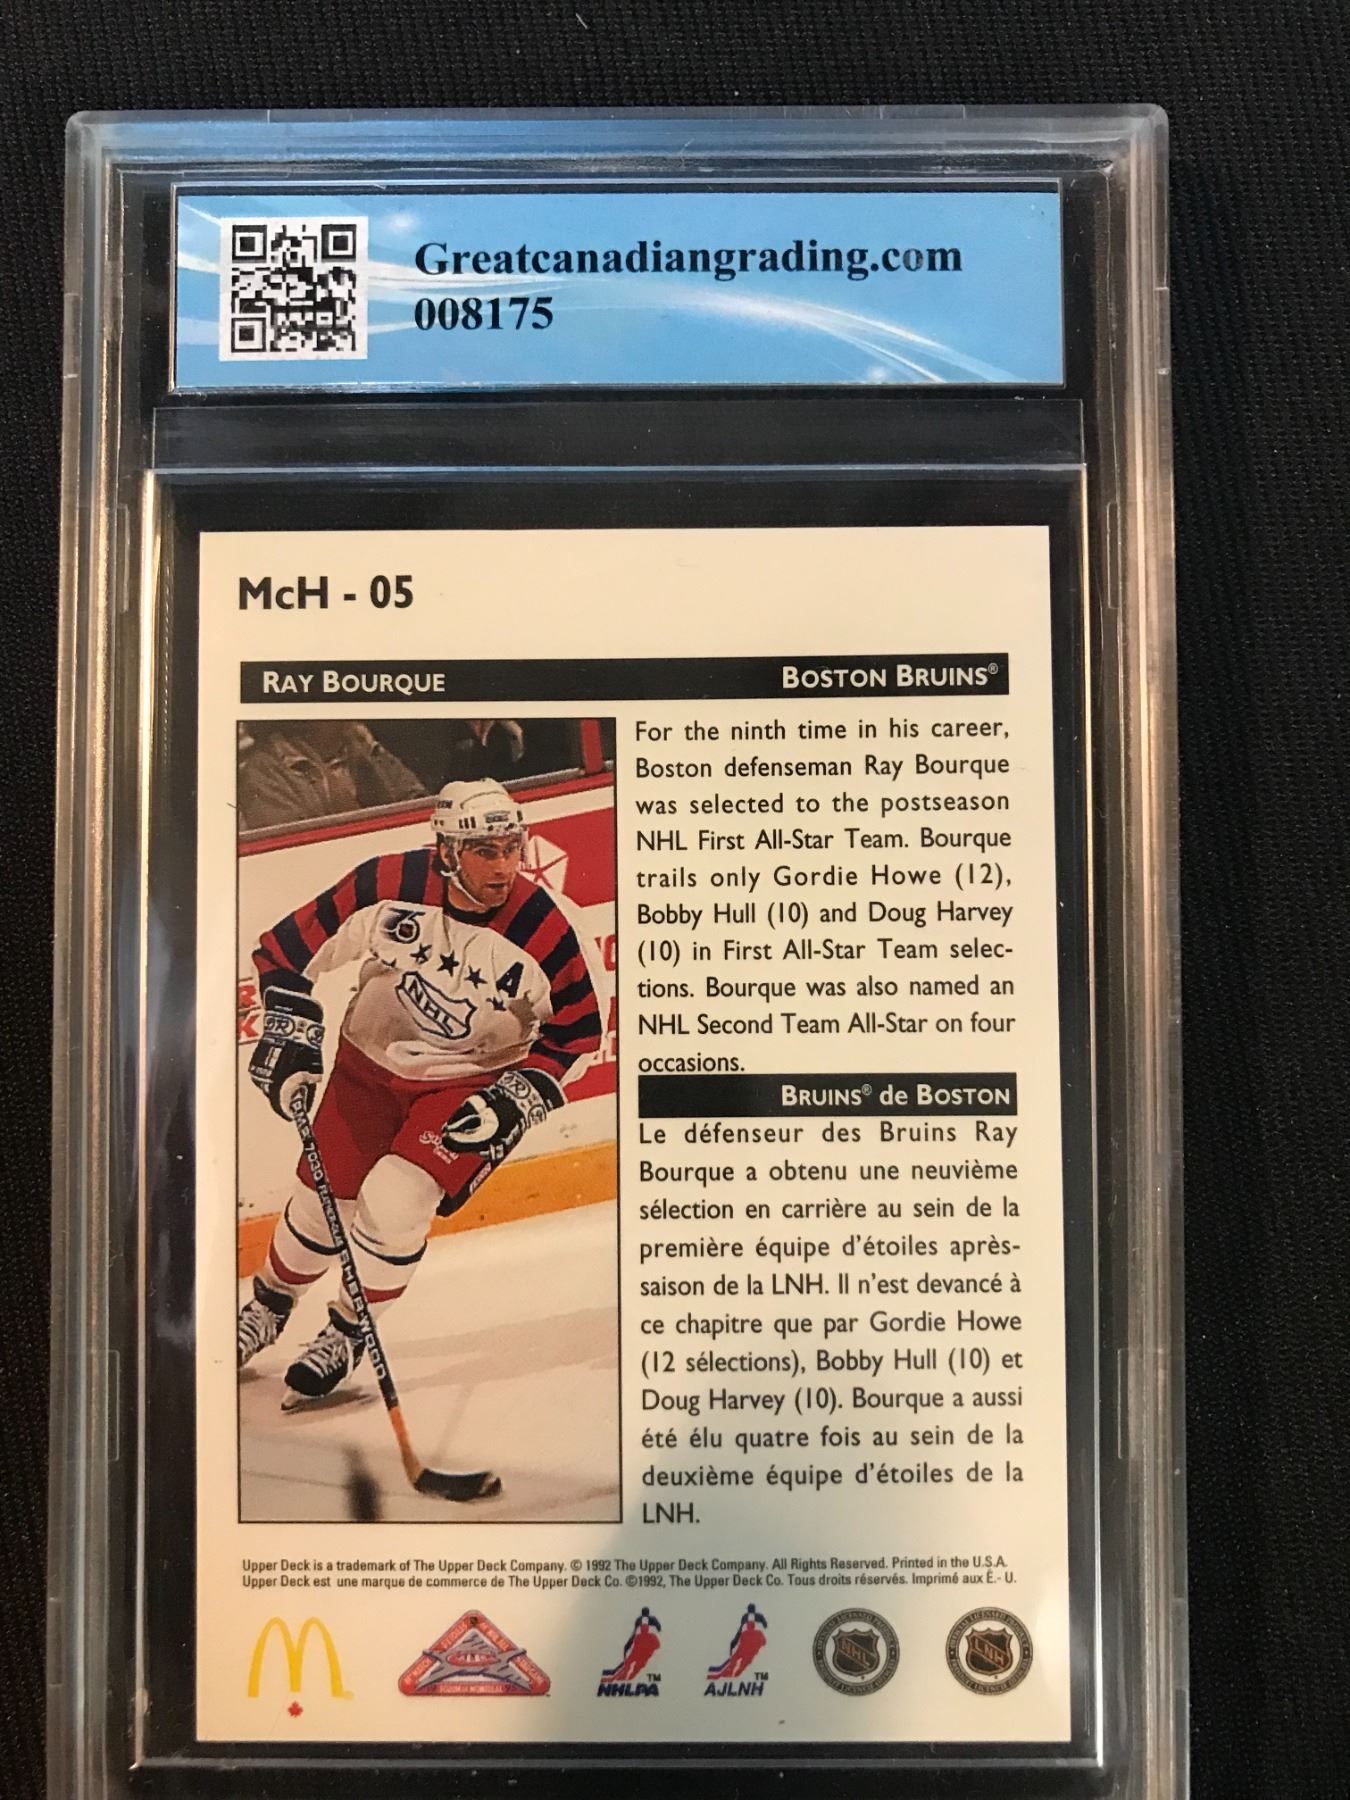 Greatcanadiangrading.com
008175
McH - 05
RAY BOURQUE
BOSTON BRUINS®
For the ninth time in his career,
Boston defenseman Ray Bourque
was selected to the postseason
NHL First All-Star Team. Bourque
trails only Gordie Howe (12),
Bobby Hull (10) and Doug Harvey
(10) in First All-Star Team selec-
tions. Bourque was also named an
NHL Second Team All-Star on four
occasions.
BRUINS® de BOSTON
Le défenseur des Bruins Ray
Bourque a obtenu une neuvième
sélection en carrière au sein de la
première équipe d'étoiles après-
saison de la LNH. Il n'est devancé à
ce chapitre que par Gordie Howe
(12 sélections), Bobby Hull (10) et
Doug Harvey (10). Bourque a aussi
été élu quatre fois au sein de la
deuxième équipe d'étoiles de la
LNH.
75
A
NHL
SHER-WOOD
Upper Deck is a trademark of The Upper Deck Company. © 1992 The Upper Deck Company. All Rights Reserved. Printed in the U.S.A.
Upper Deck est une marque de commerce de The Upper Deck Co. ©1992, The Upper Deck Co. Tous droits réservés. Imprimé aux É.- U.
NHLPA TM
AJLNH TM
NHL
LNH